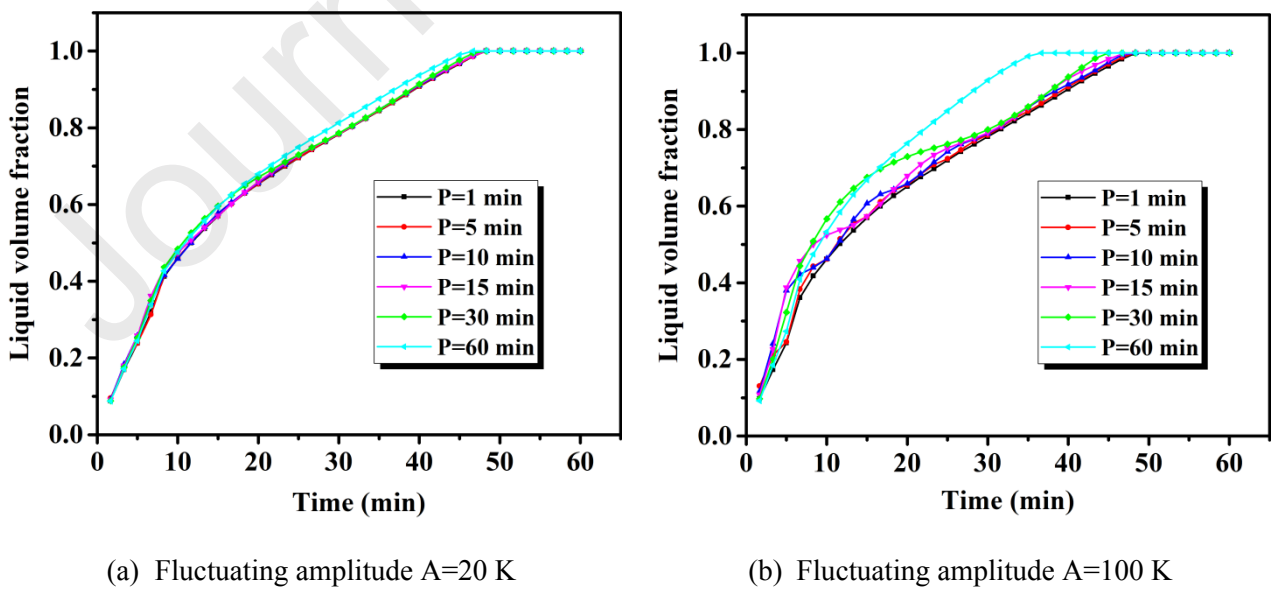 Journ
1.0
0.8
0.6
0.4
0.2
0.0
Liquid volume fraction
0 10 20 30 40 50 60
Time (min)
P=1 min
P=5 min
P=10 min
P=15 min
P=30 min
P=60 min
(a) Fluctuating amplitude A=20 K
1.0
0.8
0.6
0.4
0.2
0.0
Liquid volume fraction
0 10 20 30 40 50 60
Time (min)
P=1 min
P=5 min
P=10 min
P=15 min
P=30 min
P=60 min
(b) Fluctuating amplitude A=100 K